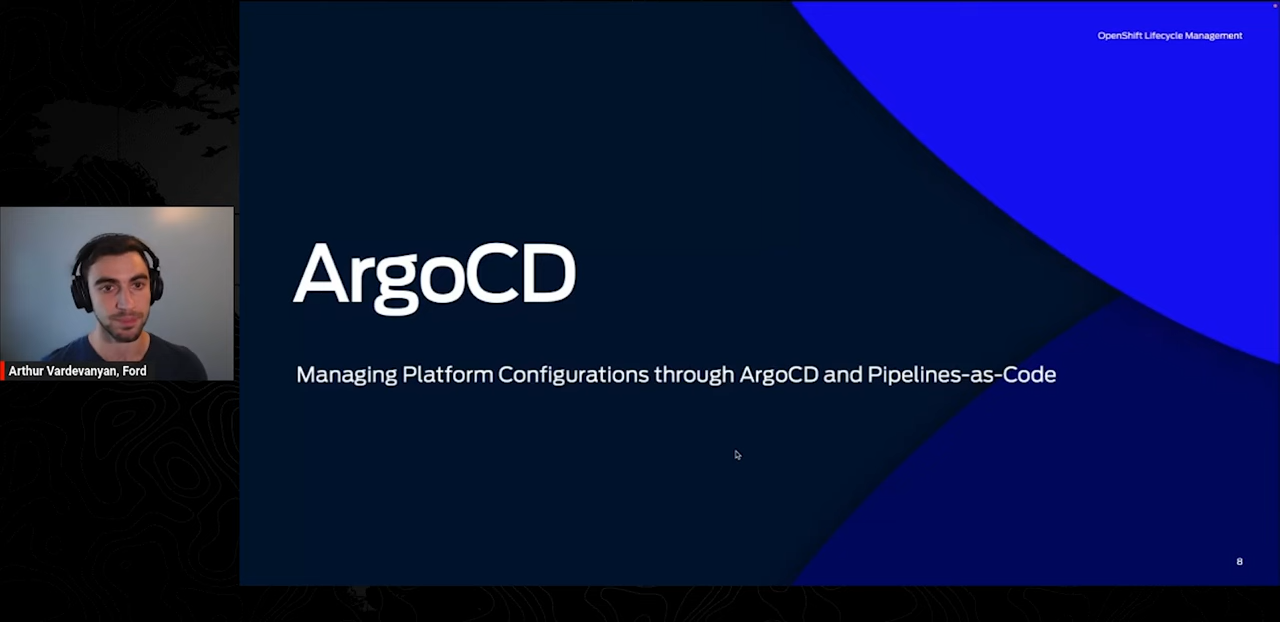 OpenShift Lifecycle Management
ArgoCD
Managing Platform Configurations through ArgoCD and Pipelines-as-Code
Arthur Vardevanyan, Ford
8